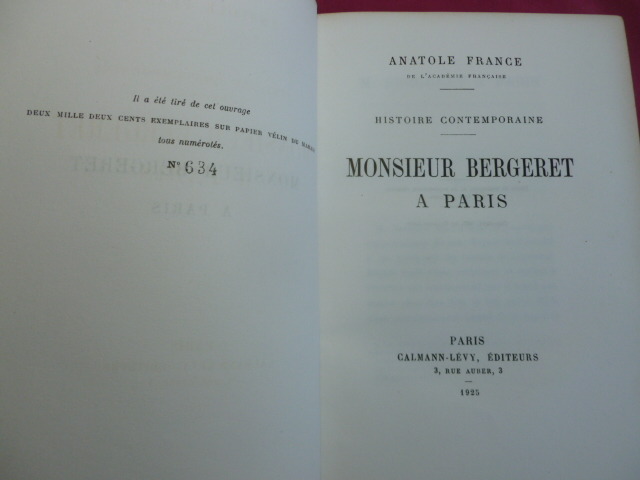 Il a été tiré de cet ouvrage
DEUX MILLE DEUX CENTS EXEMPLAIRES SUR PAPIER VÉLIN DU
tous numérotés.
N° 634
ANATOLE FRANCE
DE L'ACADÉMIE FRANÇAISE
HISTOIRE CONTEMPORAINE
MONSIEUR BERGERET
A PARIS
PARIS
CALMANN-LÉVY, ÉDITEURS
3, RUE AUBER, 3
1925